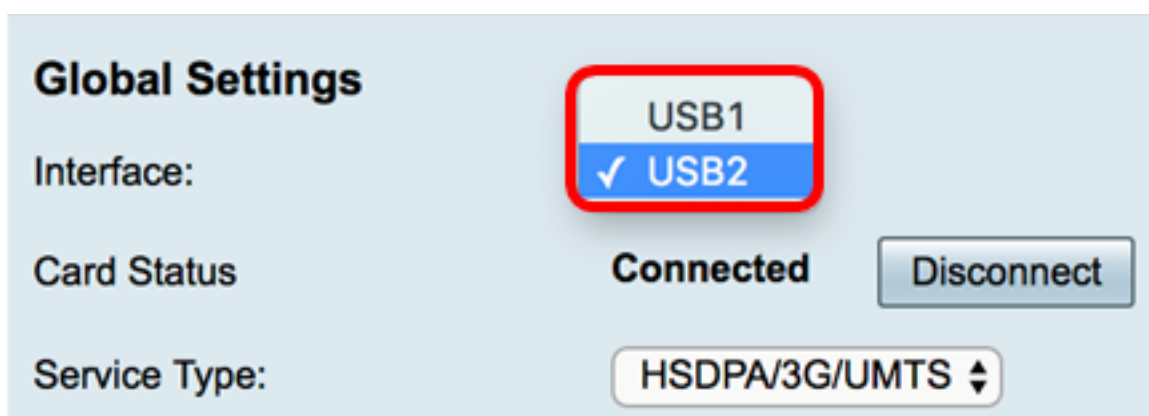 Global Settings
USB1
Interface:
✓ USB2
Card Status
Connected
Disconnect
Service Type:
HSDPA/3G/UMTS